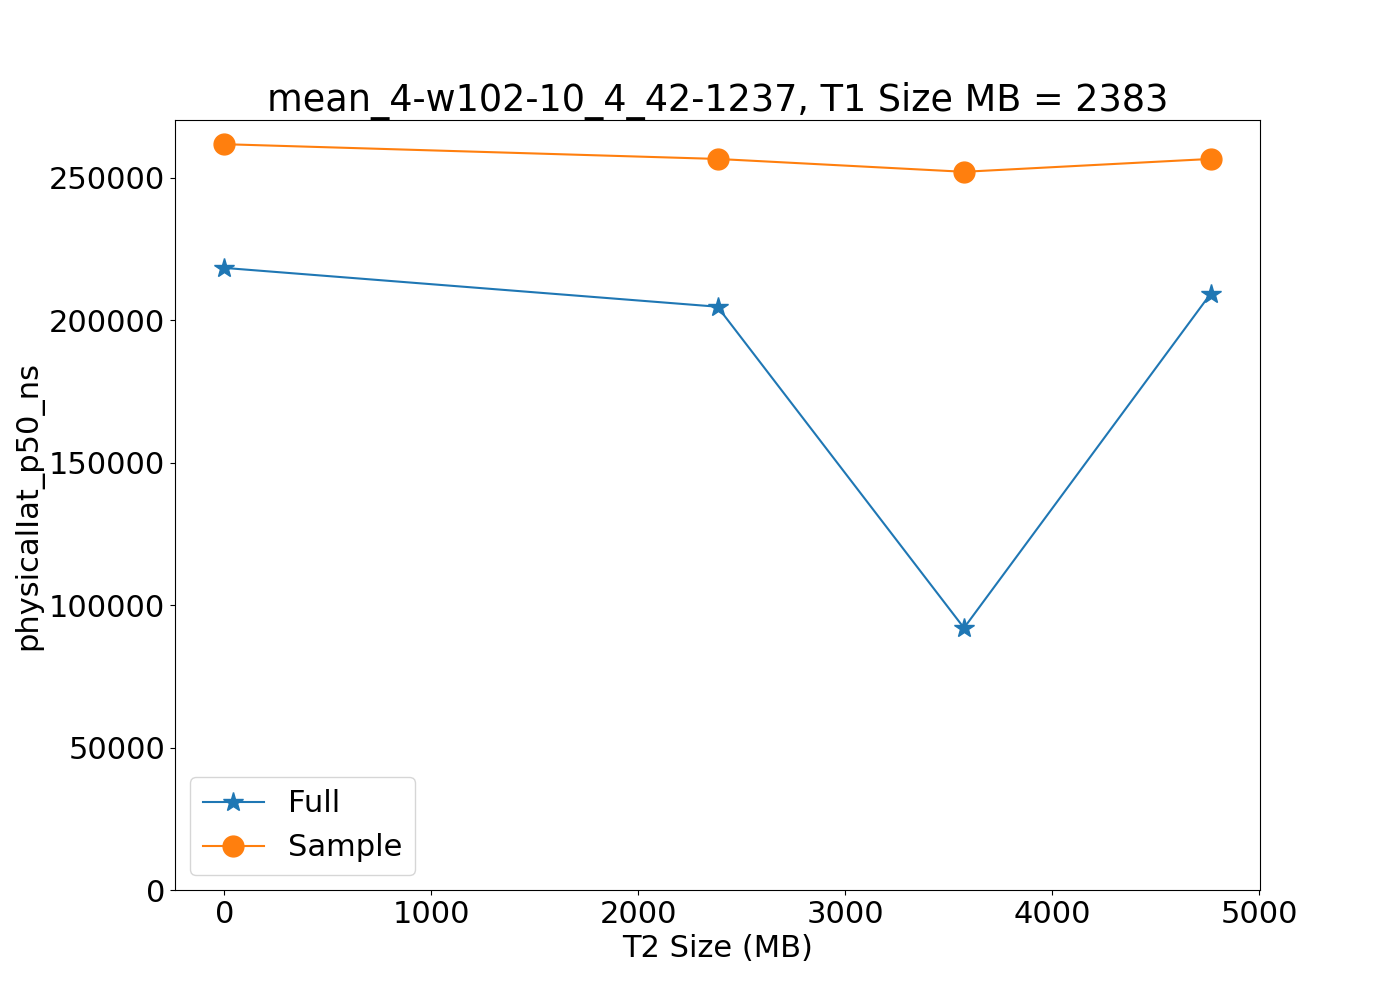 mean_4-w102-10_4_42-1237, T1 Size MB = 2383
physicallat_p50_ns
250000
200000
150000
100000
50000
0
Full
Sample
0 1000 2000 3000 4000 5000
T2 Size (MB)